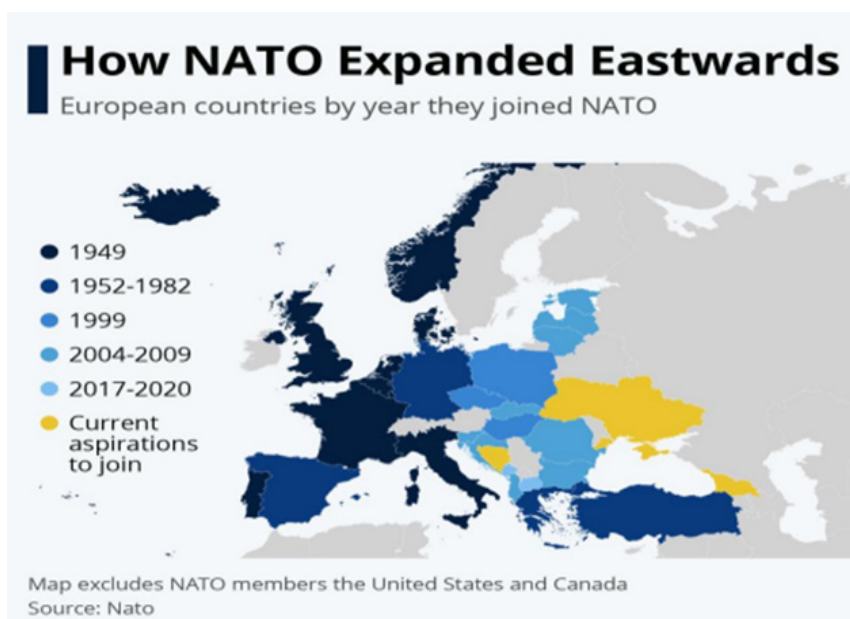 How NATO Expanded Eastwards
European countries by year they joined NATO
1949
1952-1982
1999
2004-2009
2017-2020
Current
aspirations
to join
Map excludes NATO members the United States and Canada
Source: Nato